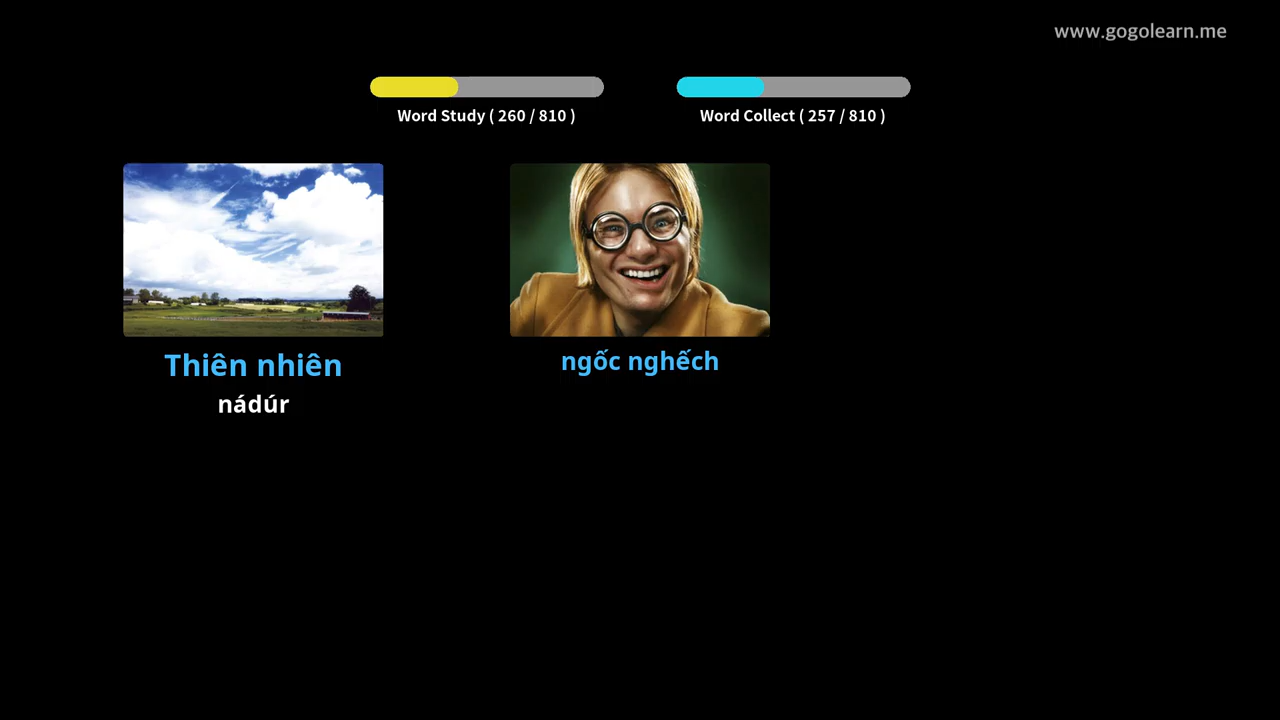 www.gogolearn.me
Word Study ( 260 / 810 )
Word Collect ( 257 / 810 )
Thiên nhiên
nádúr
ngốc nghếch